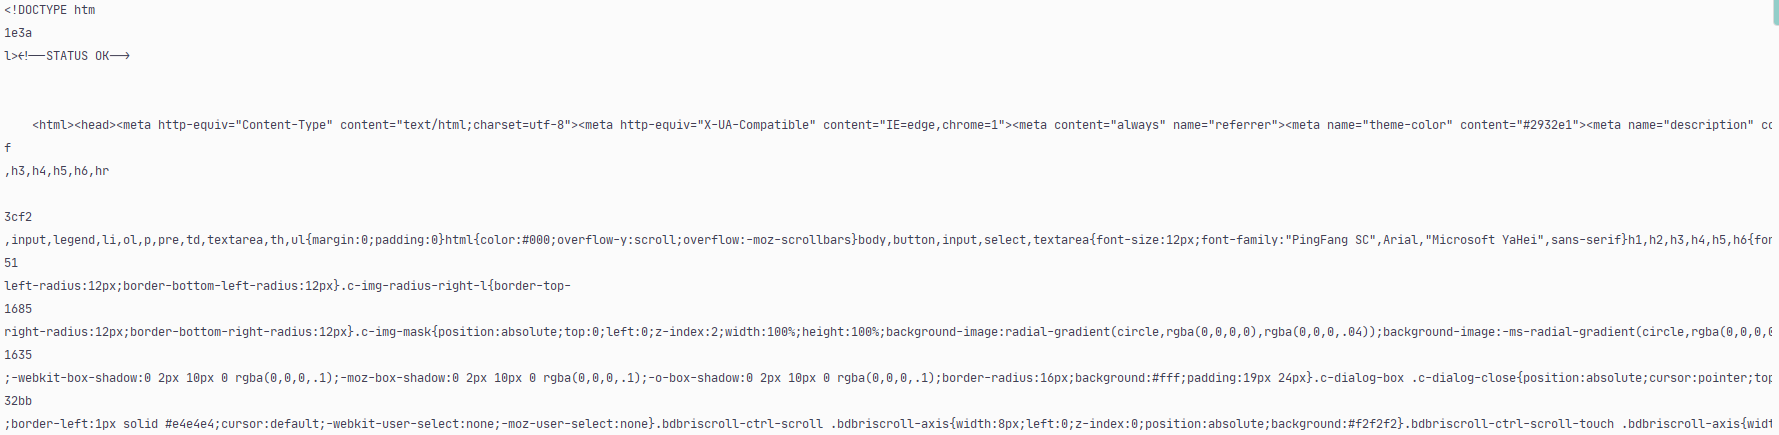 <!DOCTYPE htm
1e3a
l><!--STATUS OK-->
<html><head><meta http-equiv="Content-Type" content="text/html;charset=utf-8"><meta http-equiv="X-UA-Compatible" content="IE=edge,chrome=1"><meta content="always" name="referrer"><meta name="theme-color" content="#2932e1"><meta name="description" co
f
,h3,h4,h5,h6,hr
3cf2
,input,legend,li,ol,p,pre,td,textarea,th,ul{margin:0;padding:0}html{color:#000;overflow-y:scroll;overflow:-moz-scrollbars}body,button,input,select,textarea{font-size:12px;font-family:"PingFang SC",Arial,"Microsoft YaHei",sans-serif}h1,h2,h3,h4,h5,h6{fon
51
left-radius:12px;border-bottom-left-radius:12px}.c-img-radius-right-l{border-top-
1685
right-radius:12px;border-bottom-right-radius:12px}.c-img-mask{position:absolute;top:0;left:0;z-index:2;width:100%;height:100%;background-image:radial-gradient(circle,rgba(0,0,0,0),rgba(0,0,0,.04));background-image:-ms-radial-gradient(circle,rgba(0,0,0,0
1635
;-webkit-box-shadow:0 2px 10px 0 rgba(0,0,0,.1);-moz-box-shadow:0 2px 10px 0 rgba(0,0,0,.1);-o-box-shadow:0 2px 10px 0 rgba(0,0,0,.1);border-radius:16px;background:#fff;padding:19px 24px}.c-dialog-box .c-dialog-close{position:absolute;cursor:pointer;top
32bb
;border-left:1px solid #e4e4e4;cursor:default;-webkit-user-select:none;-moz-user-select:none}.bdbriscroll-ctrl-scroll .bdbriscroll-axis{width:8px;left:0;z-index:0;position:absolute;background:#f2f2f2}.bdbriscroll-ctrl-scroll-touch .bdbriscroll-axis{widt